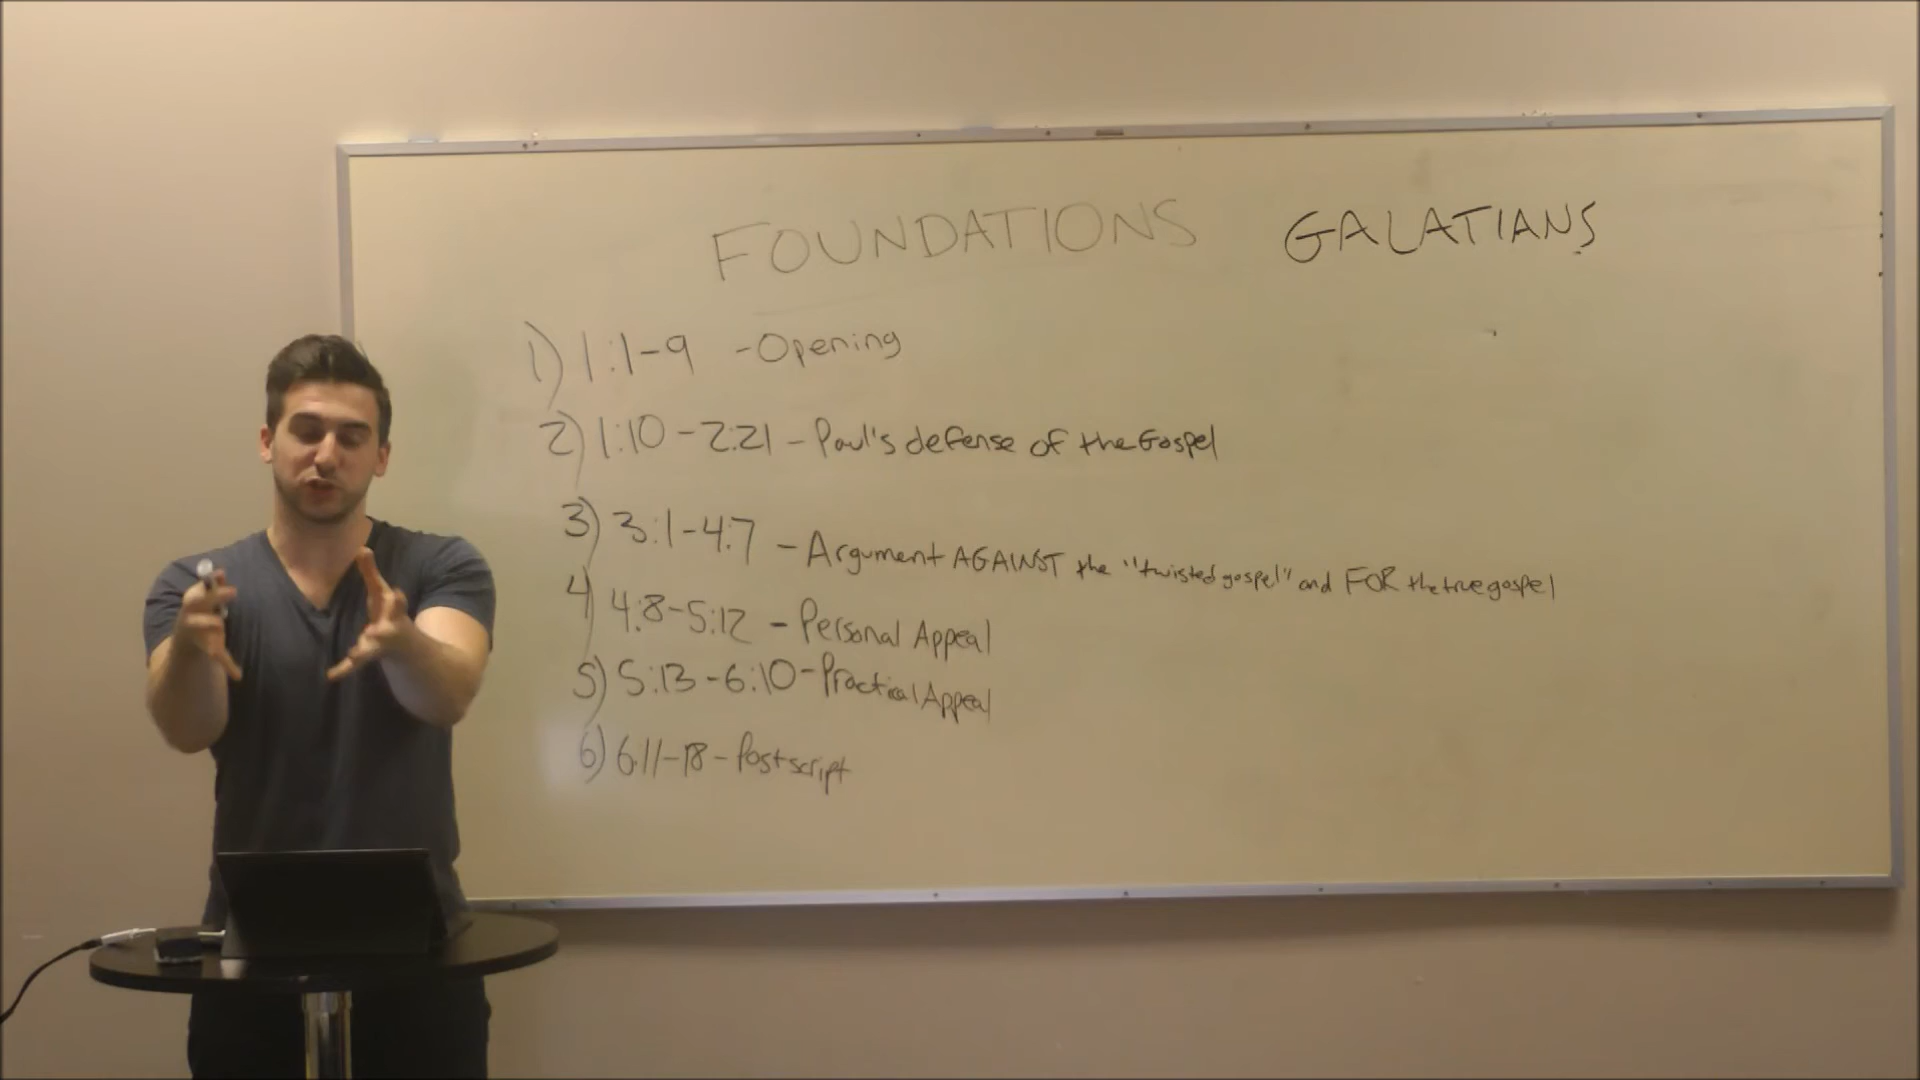 FOUNDATIONS GALATIANS
1) 1:1-9 - Opening
2) 1:10-2:21 - Paul's defense of the Gospel
3) 3:1-4:7 - Argument AGAINST the "twisted gospel" and FOR the true gospel
4) 4:8-5:12 - Personal Appeal
5) 5:13-6:10 - Practical Appeal
6) 6:11-18 - Postscript